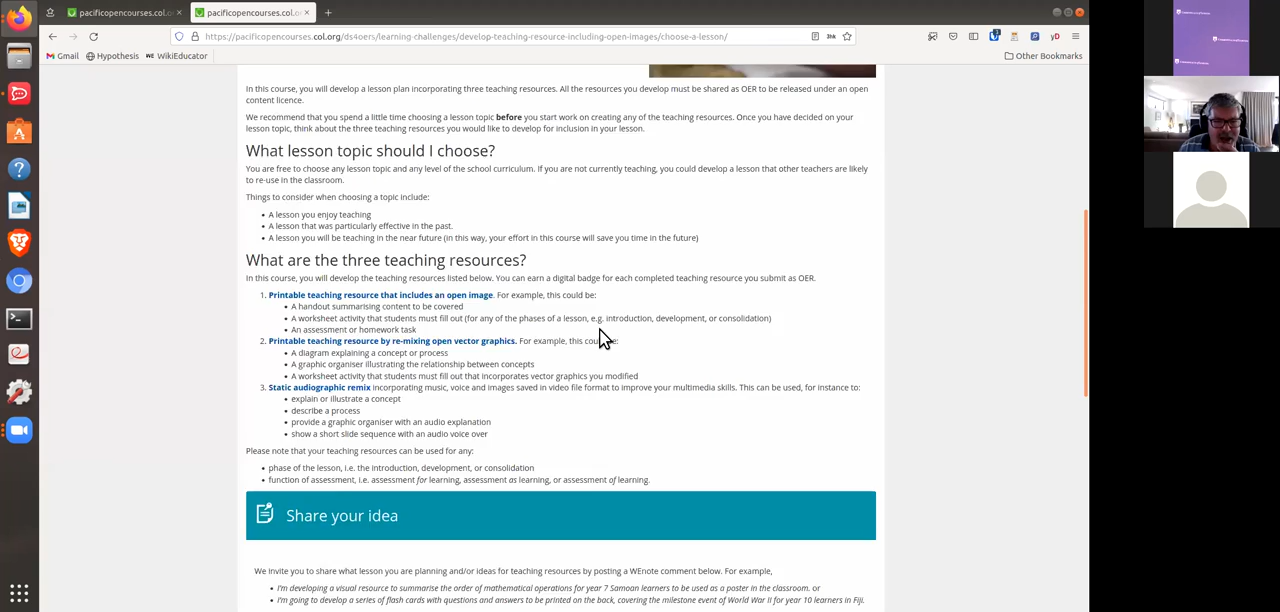 pacificopencourses.col.
pacificopencourses.col.or
https://pacificopencourses.col.org/ds4oers/learning-challenges/develop-teaching-resource-including-open-images/choose-a-lesson/
Gmail
Hypothesis
WikiEducator
Other Bookmarks
In this course, you will develop a lesson plan incorporating three teaching resources. All the resources you develop must be shared as OER to be released under an open
content licence.
We recommend that you spend a little time choosing a lesson topic before you start work on creating any of the teaching resources. Once you have decided on your
lesson topic, think about the three teaching resources you would like to develop for inclusion in your lesson.
What lesson topic should I choose?
You are free to choose any lesson topic and any level of the school curriculum. If you are not currently teaching, you could develop a lesson that other teachers are likely
to re-use in the classroom.
Things to consider when choosing a topic include:
• A lesson you enjoy teaching
• A lesson that was particularly effective in the past.
• A lesson you will be teaching in the near future (in this way, your effort in this course will save you time in the future)
What are the three teaching resources?
In this course, you will develop the teaching resources listed below. You can earn a digital badge for each completed teaching resource you submit as OER.
1. Printable teaching resource that includes an open image. For example, this could be:
• A handout summarising content to be covered
• A worksheet activity that students must fill out (for any of the phases of a lesson, e.g. introduction, development, or consolidation)
• An assessment or homework task
2. Printable teaching resource by re-mixing open vector graphics. For example, this cou e:
• A diagram explaining a concept or process
• A graphic organiser illustrating the relationship between concepts
• A worksheet activity that students must fill out that incorporates vector graphics you modified
3. Static audiographic remix incorporating music, voice and images saved in video file format to improve your multimedia skills. This can be used, for instance to:
• explain or illustrate a concept
• describe a process
• provide a graphic organiser with an audio explanation
• show a short slide sequence with an audio voice over
Please note that your teaching resources can be used for any:
• phase of the lesson, i.e. the introduction, development, or consolidation
• function of assessment, i.e. assessment for learning, assessment as learning, or assessment of learning.
Share your idea
We invite you to share what lesson you are planning and/or ideas for teaching resources by posting a WEnote comment below. For example,
• I'm developing a visual resource to summarise the order of mathematical operations for year 7 Samoan learners to be used as a poster in the classroom. or
• I'm going to develop a series of flash cards with questions and answers to be printed on the back, covering the milestone event of World War II for year 10 learners in Fiji.